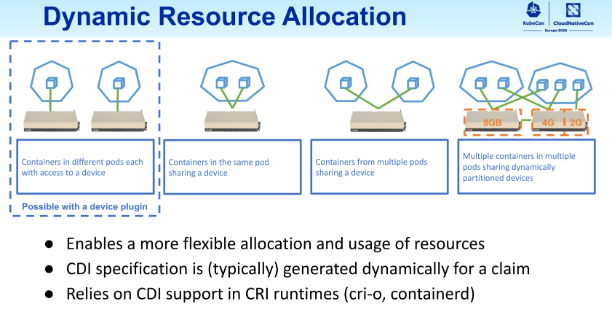 Dynamic Resource Allocation
KubeCon
CloudNativeCon
Europe 2023
8GB
4G
2G
Containers in different pods each
with access to a device
Containers in the same pod
sharing a device
Containers from multiple pods
sharing a device
Multiple containers in multiple
pods sharing dynamically
partitioned devices
Possible with a device plugin
● Enables a more flexible allocation and usage of resources
● CDI specification is (typically) generated dynamically for a claim
● Relies on CDI support in CRI runtimes (cri-o, containerd)